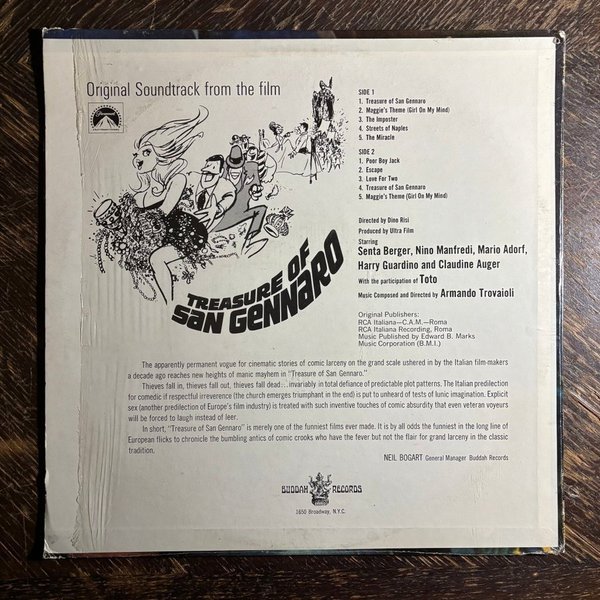 Original Soundtrack from the film
SIDE 1
1. Treasure of San Gennaro
2. Maggie's Theme (Girl On My Mind)
3. The Imposter
4. Streets of Naples
5. The Miracle
SIDE 2
1. Poor Boy Jack
2. Escape
3. Love For Two
4. Treasure of San Gennaro
5. Maggie's Theme (Girl On My Mind)
TREASURE OF
SAN GENNARO
Directed by Dino Risi
Produced by Ultra Film
Starring
Senta Berger, Nino Manfredi, Mario Adorf,
Harry Guardino and Claudine Auger
With the participation of Toto
Music Composed and Directed by Armando Trovaioli
Original Publishers:
RCA Italiana—C.A.M.—Roma
RCA Italiana Recording, Roma
Music Published by Edward B. Marks
Music Corporation (B.M.I.)
The apparently permanent vogue for cinematic stories of comic larceny on the grand scale ushered in by the Italian film-makers
a decade ago reaches new heights of manic mayhem in "Treasure of San Gennaro."
Thieves fall in, thieves fall out, thieves fall dead...invariably in total defiance of predictable plot patterns. The Italian predilection
for comedic if respectful irreverence (the church emerges triumphant in the end) is put to unheard of tests of lunic imagination. Explicit
sex (another predilection of Europe's film industry) is treated with such inventive touches of comic absurdity that even veteran voyeurs
will be forced to laugh instead of leer.
In short, "Treasure of San Gennaro" is merely one of the funniest films ever made. It is by all odds the funniest in the long line of
European flicks to chronicle the bumbling antics of comic crooks who have the fever but not the flair for grand larceny in the classic
tradition.
NEIL BOGART General Manager Buddah Records
BUDDAH RECORDS
1650 Broadway, N.Y.C.